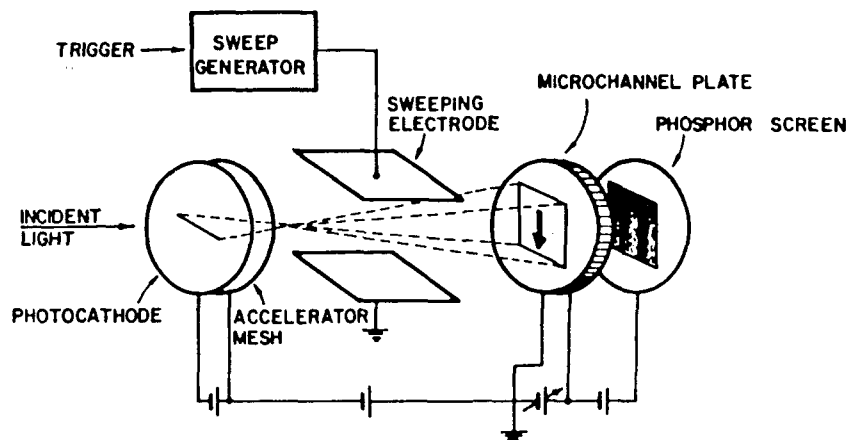 TRIGGER
SWEEP
GENERATOR
MICROCHANNEL PLATE
SWEEPING
ELECTRODE
PHOSPHOR SCREEN
INCIDENT
LIGHT
PHOTOCATHODE
ACCELERATOR
MESH